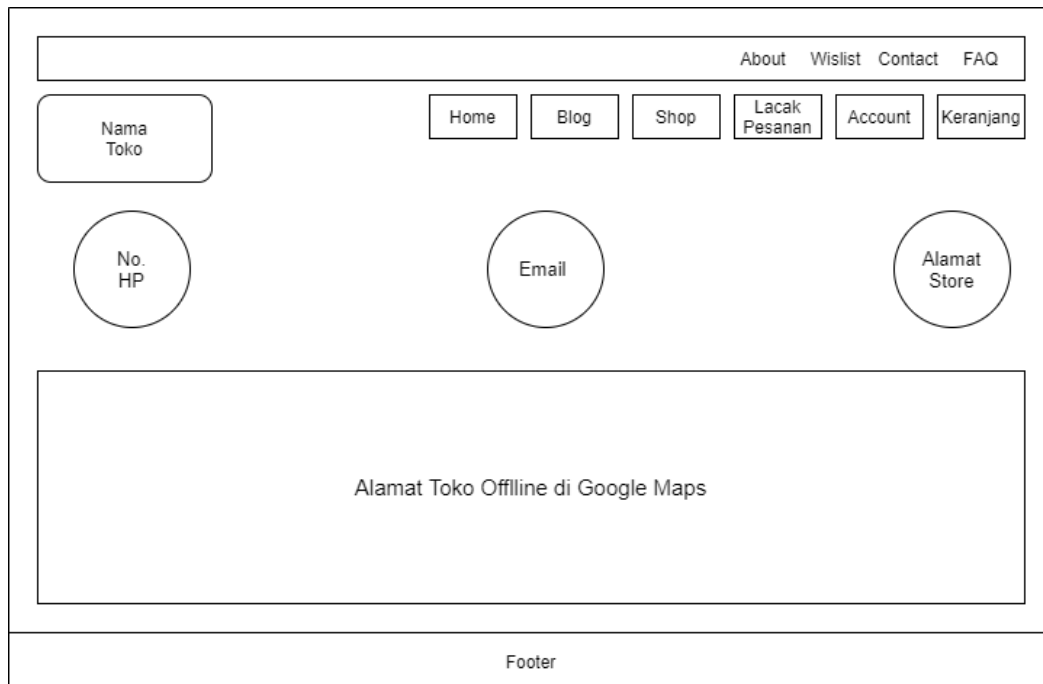 About Wislist Contact FAQ
Nama
Toko
Home
Blog
Shop
Lacak
Pesanan
Account
Keranjang
No.
HP
Email
Alamat
Store
Alamat Toko Offlline di Google Maps
Footer